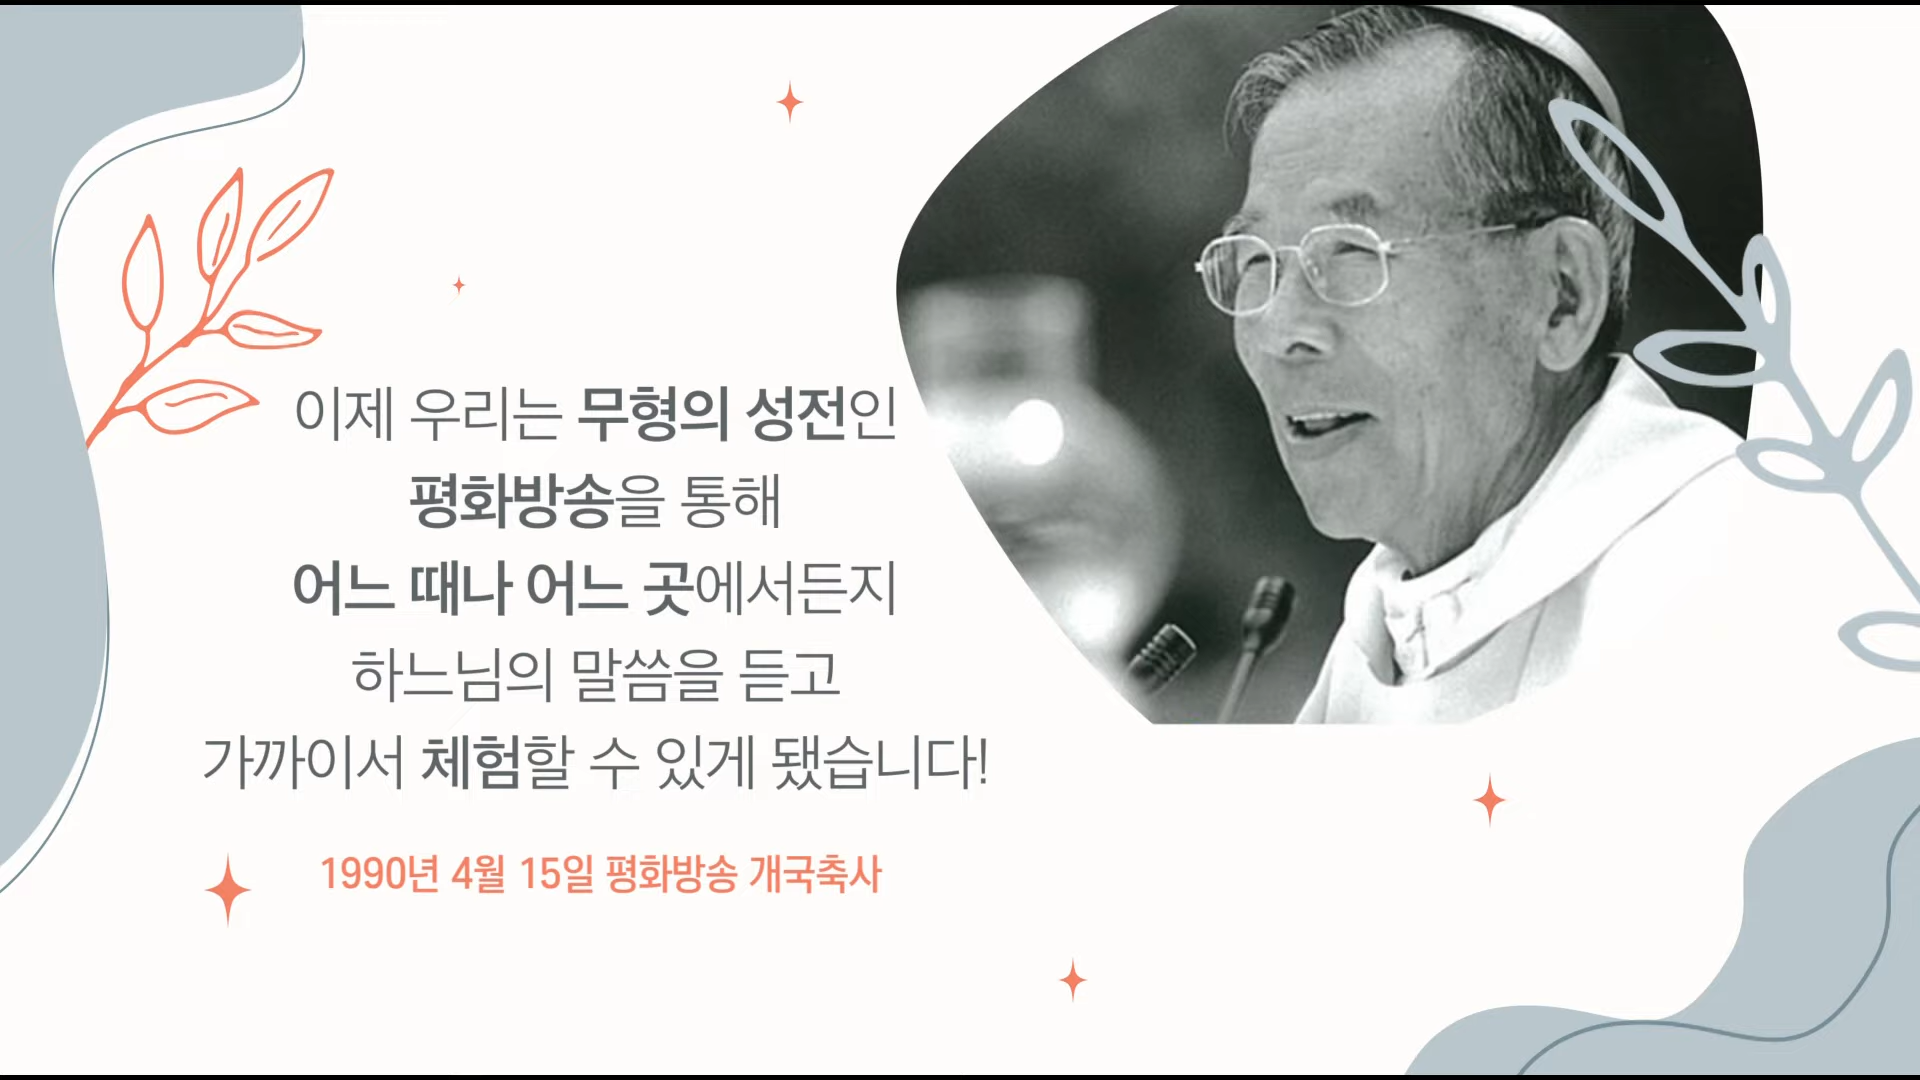 이제 우리는 무형의 성전인
평화방송을 통해
어느 때나 어느 곳에서든지
하느님의 말씀을 듣고
가까이서 체험할 수 있게 됐습니다!
1990년 4월 15일 평화방송 개국축사